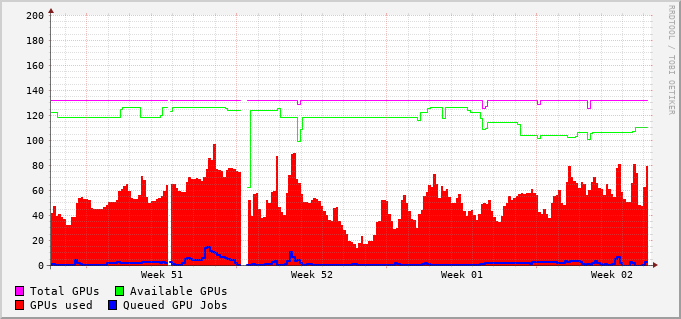 200
180
160
140
120
100
80
60
40
20
0
Week 51 Week 52 Week 01 Week 02
Total GPUs Available GPUs
GPUs used Queued GPU Jobs
RRDTOOL / TOBI OETIKER